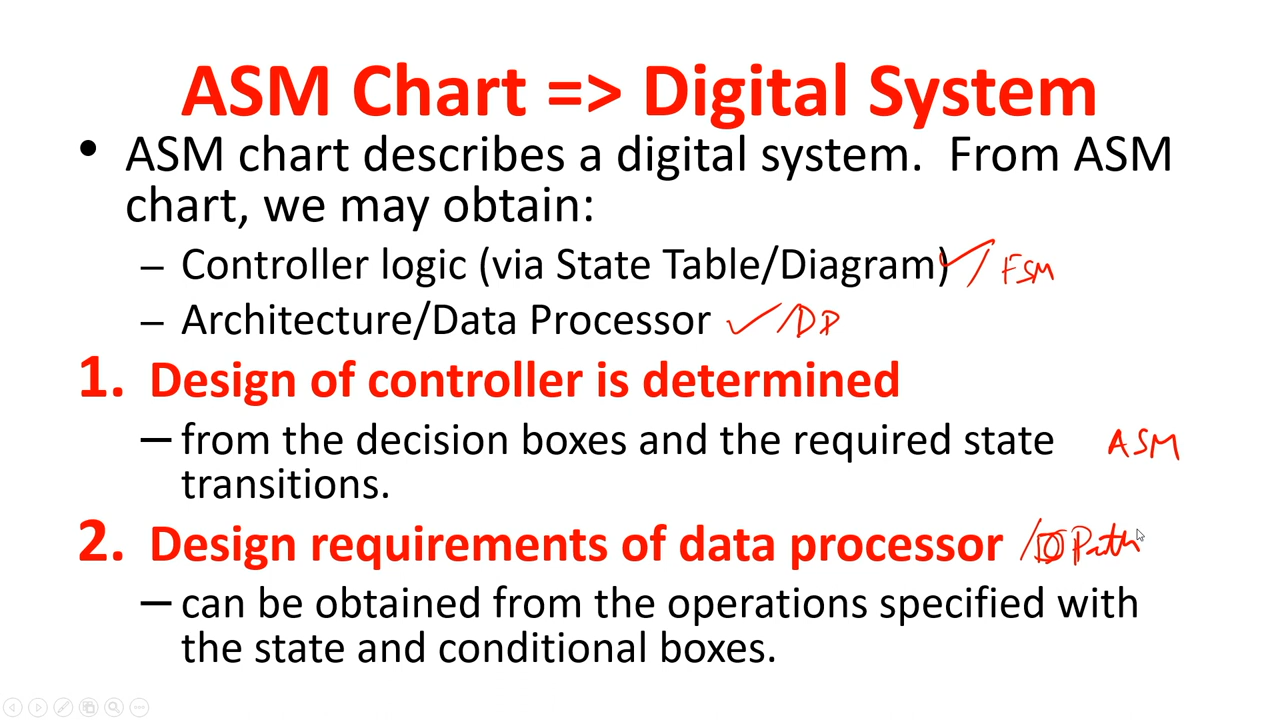 ASM Chart => Digital System
• ASM chart describes a digital system. From ASM
chart, we may obtain:
– Controller logic (via State Table/Diagram) ✓ / FSM
– Architecture/Data Processor ✓ / DP
1. Design of controller is determined
– from the decision boxes and the required state ASM
transitions.
2. Design requirements of data processor / Path
– can be obtained from the operations specified with
the state and conditional boxes.